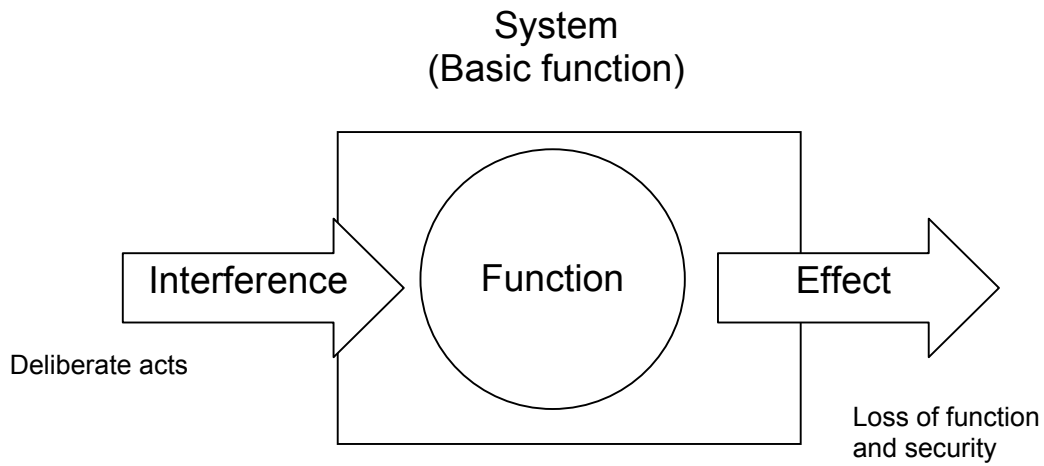 System
(Basic function)
Interference
Function
Effect
Deliberate acts
Loss of function
and security